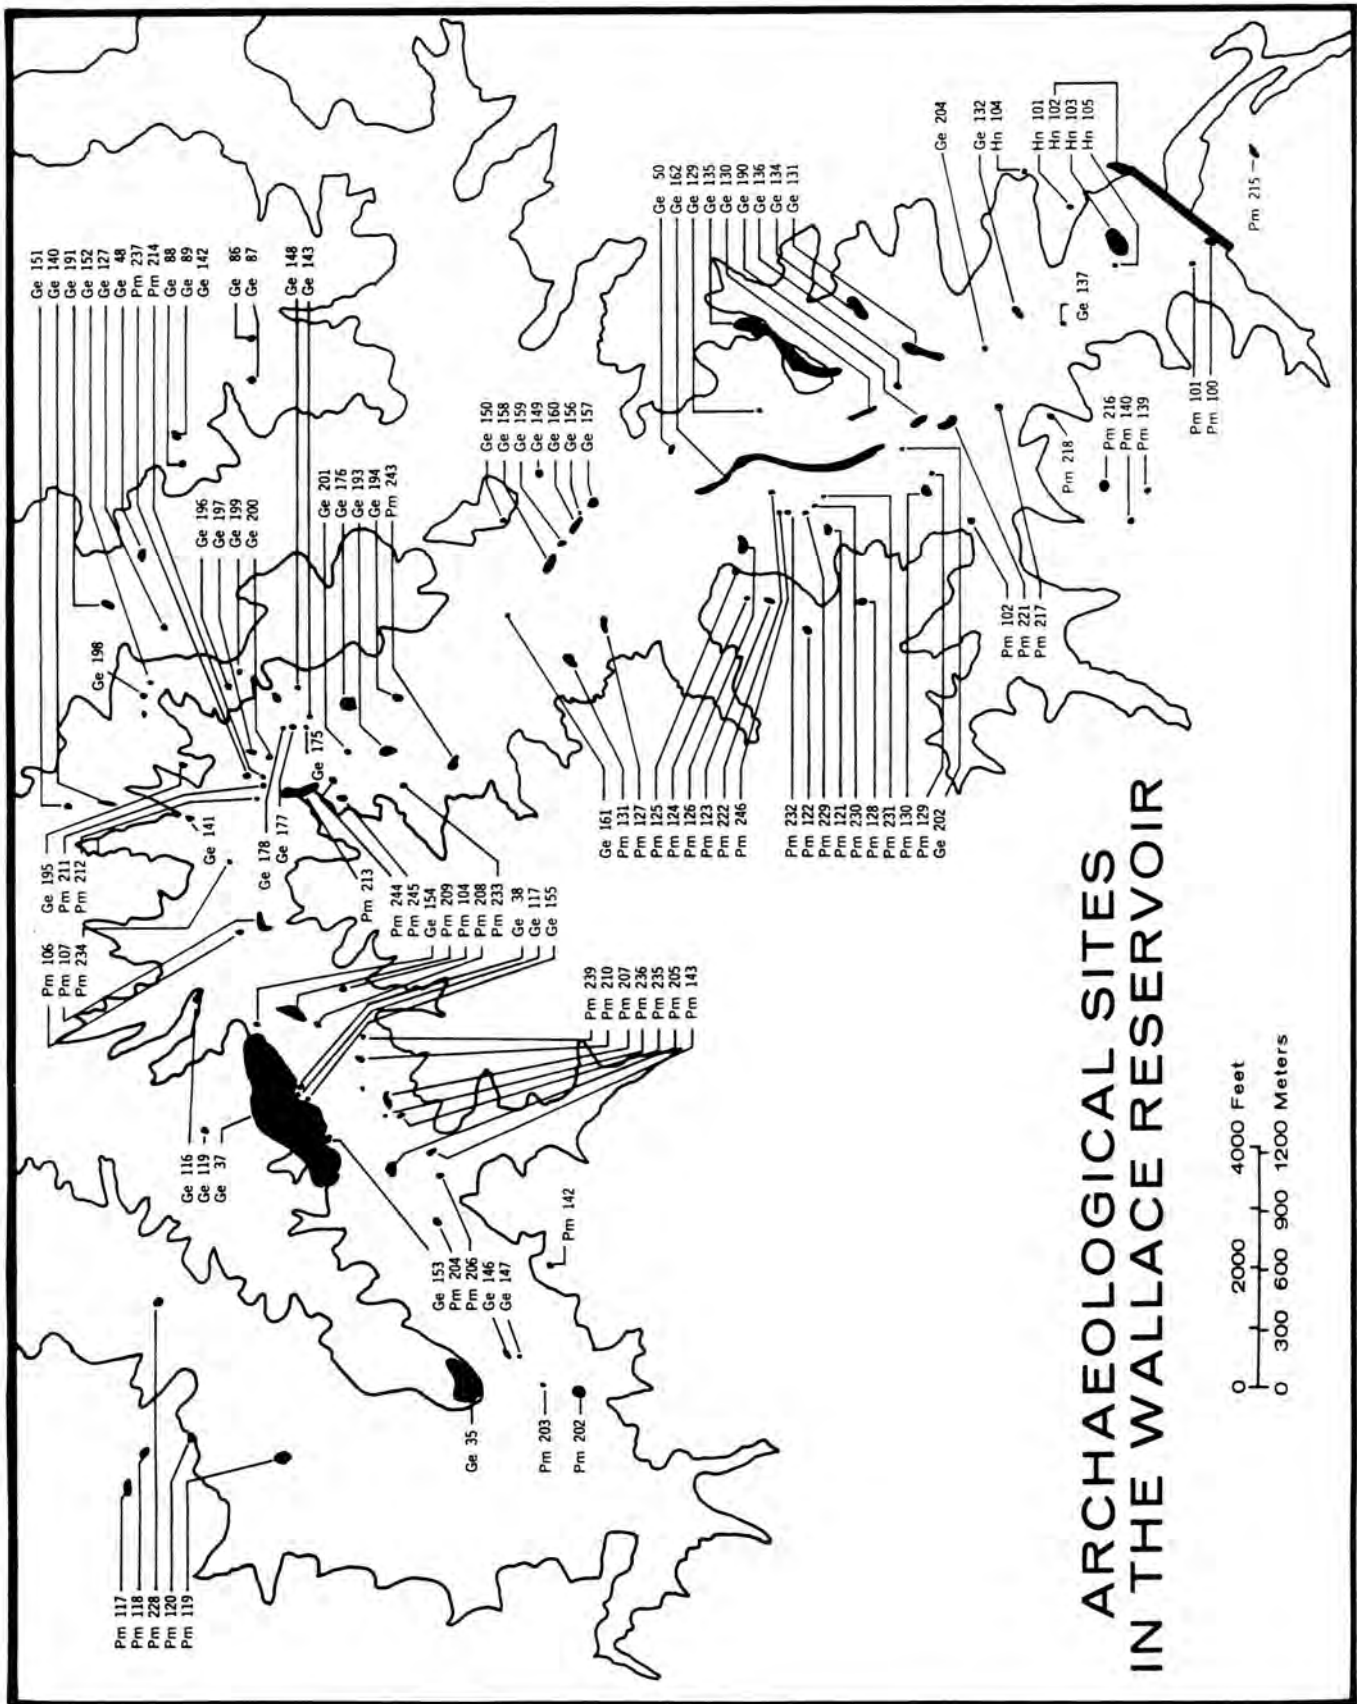 ARCHAEOLOGICAL SITES
IN THE WALLACE RESERVOIR
0 2000 4000 Feet
0 300 600 900 1200 Meters
Pm 117
Pm 118
Pm 228
Pm 120
Pm 119
Ge 35
Pm 203
Pm 202
Ge 153
Pm 204
Pm 206
Ge 146
Ge 147
Pm 142
Ge 116
Ge 119
Ge 37
Pm 106
Pm 107
Pm 234
Ge 195
Pm 211
Pm 212
Ge 141
Ge 178
Ge 177
Ge 175
Pm 213
Pm 244
Pm 245
Ge 154
Pm 209
Pm 104
Pm 208
Pm 233
Ge 38
Ge 117
Ge 155
Pm 239
Pm 210
Pm 207
Pm 236
Pm 235
Pm 205
Pm 143
Ge 198
Ge 151
Ge 140
Ge 191
Ge 152
Ge 127
Ge 48
Pm 237
Pm 214
Ge 88
Ge 89
Ge 142
Ge 86
Ge 87
Ge 148
Ge 143
Ge 196
Ge 197
Ge 199
Ge 200
Ge 201
Ge 176
Ge 193
Ge 194
Pm 243
Ge 150
Ge 158
Ge 159
Ge 149
Ge 160
Ge 156
Ge 157
Ge 161
Pm 131
Pm 127
Pm 125
Pm 124
Pm 126
Pm 123
Pm 222
Pm 246
Pm 232
Pm 122
Pm 229
Pm 121
Pm 230
Pm 128
Pm 231
Pm 130
Pm 129
Ge 202
Ge 50
Ge 162
Ge 129
Ge 135
Ge 130
Ge 190
Ge 136
Ge 134
Ge 131
Pm 102
Pm 221
Pm 217
Pm 218
Pm 216
Pm 140
Pm 139
Pm 101
Pm 100
Ge 137
Ge 204
Ge 132
Hn 104
Hn 101
Hn 102
Hn 103
Hn 105
Pm 215